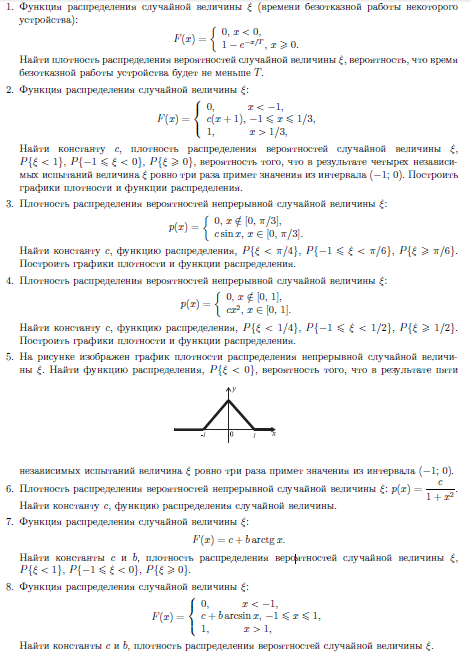 1. Функция распределения случайной величины ξ (времени безотказной работы некоторого
устройства):
F(x) = { 0, x < 0,
1 − e^{−x/T}, x ⩾ 0.
Найти плотность распределения вероятностей случайной величины ξ, вероятность, что время
безотказной работы устройства будет не меньше T.
2. Функция распределения случайной величины ξ:
F(x) = { 0, x < −1,
c(x + 1), −1 ⩽ x ⩽ 1/3,
1, x > 1/3,
Найти константу c, плотность распределения вероятностей случайной величины ξ,
P{ξ < 1}, P{−1 ⩽ ξ < 0}, P{ξ ⩾ 0}, вероятность того, что в результате четырех независи-
мых испытаний величина ξ ровно три раза примет значения из интервала (−1; 0). Построить
графики плотности и функции распределения.
3. Плотность распределения вероятностей непрерывной случайной величины ξ:
p(x) = { 0, x ∉ [0, π/3],
c sin x, x ∈ [0, π/3].
Найти константу c, функцию распределения, P{ξ < π/4}, P{−1 ⩽ ξ < π/6}, P{ξ ⩾ π/6}.
Построить графики плотности и функции распределения.
4. Плотность распределения вероятностей непрерывной случайной величины ξ:
p(x) = { 0, x ∉ [0, 1],
cx², x ∈ [0, 1].
Найти константу c, функцию распределения, P{ξ < 1/4}, P{−1 ⩽ ξ < 1/2}, P{ξ ⩾ 1/2}.
Построить графики плотности и функции распределения.
5. На рисунке изображен график плотности распределения непрерывной случайной величи-
ны ξ. Найти функцию распределения, P{ξ < 0}, вероятность того, что в результате пяти
y
-1 0 1 x
независимых испытаний величина ξ ровно три раза примет значения из интервала (−1; 0).
6. Плотность распределения вероятностей непрерывной случайной величины ξ: p(x) = c/(1 + x²).
Найти константу c, функцию распределения случайной величины.
7. Функция распределения случайной величины ξ:
F(x) = c + b arctg x.
Найти константы c и b, плотность распределения вероятностей случайной величины ξ,
P{ξ < 1}, P{−1 ⩽ ξ < 0}, P{ξ ⩾ 0}.
8. Функция распределения случайной величины ξ:
F(x) = { 0, x < −1,
c + b arcsin x, −1 ⩽ x ⩽ 1,
1, x > 1,
Найти константы c и b, плотность распределения вероятностей случайной величины ξ.